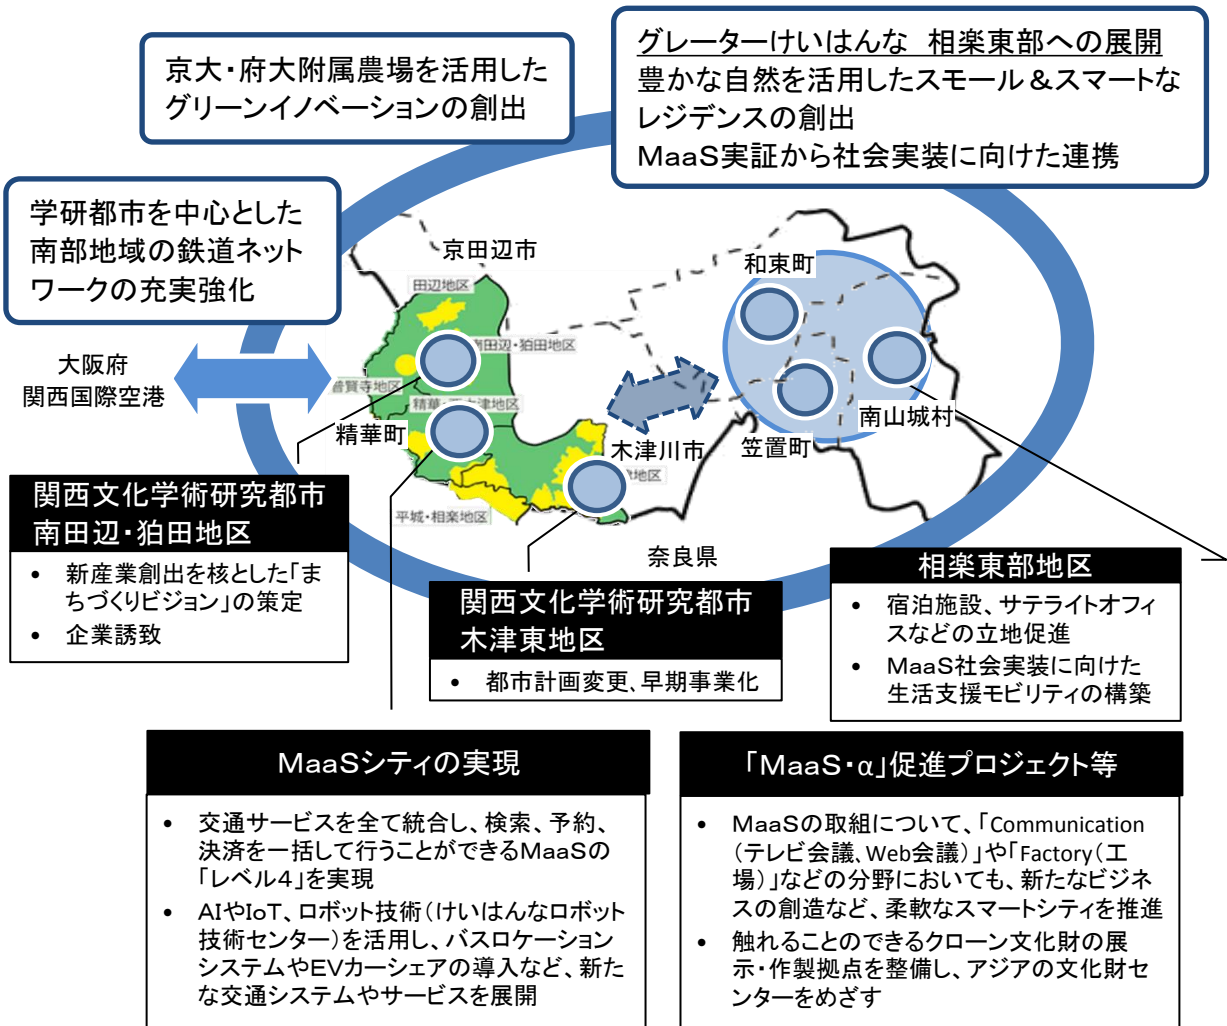 京大・府大附属農場を活用した
グリーンイノベーションの創出
グレーターけいはんな 相楽東部への展開
豊かな自然を活用したスモール＆スマートな
レジデンスの創出
ＭaaＳ実証から社会実装に向けた連携
学研都市を中心とした
南部地域の鉄道ネット
ワークの充実強化
大阪府
関西国際空港
京田辺市
田辺地区
南田辺・狛田地区
普賢寺地区
精華町
木津川市
地区
平城・相楽地区
奈良県
和束町
笠置町
南山城村
関西文化学術研究都市
南田辺・狛田地区
• 新産業創出を核とした「ま
ちづくりビジョン」の策定
• 企業誘致
関西文化学術研究都市
木津東地区
• 都市計画変更、早期事業化
相楽東部地区
• 宿泊施設、サテライトオフィ
スなどの立地促進
• ＭaaＳ社会実装に向けた
生活支援モビリティの構築
ＭaaＳシティの実現
• 交通サービスを全て統合し、検索、予約、
決済を一括して行うことができるＭaaＳの
「レベル４」を実現
• ＡＩやＩｏＴ、ロボット技術（けいはんなロボット
技術センター）を活用し、バスロケーション
システムやＥＶカーシェアの導入など、新た
な交通システムやサービスを展開
「ＭaaＳ・α」促進プロジェクト等
• ＭaaＳの取組について、「Communication
（テレビ会議、Web会議）」や「Factory（工
場）」などの分野においても、新たなビジネ
スの創造など、柔軟なスマートシティを推進
• 触れることのできるクローン文化財の展
示・作製拠点を整備し、アジアの文化財セ
ンターをめざす